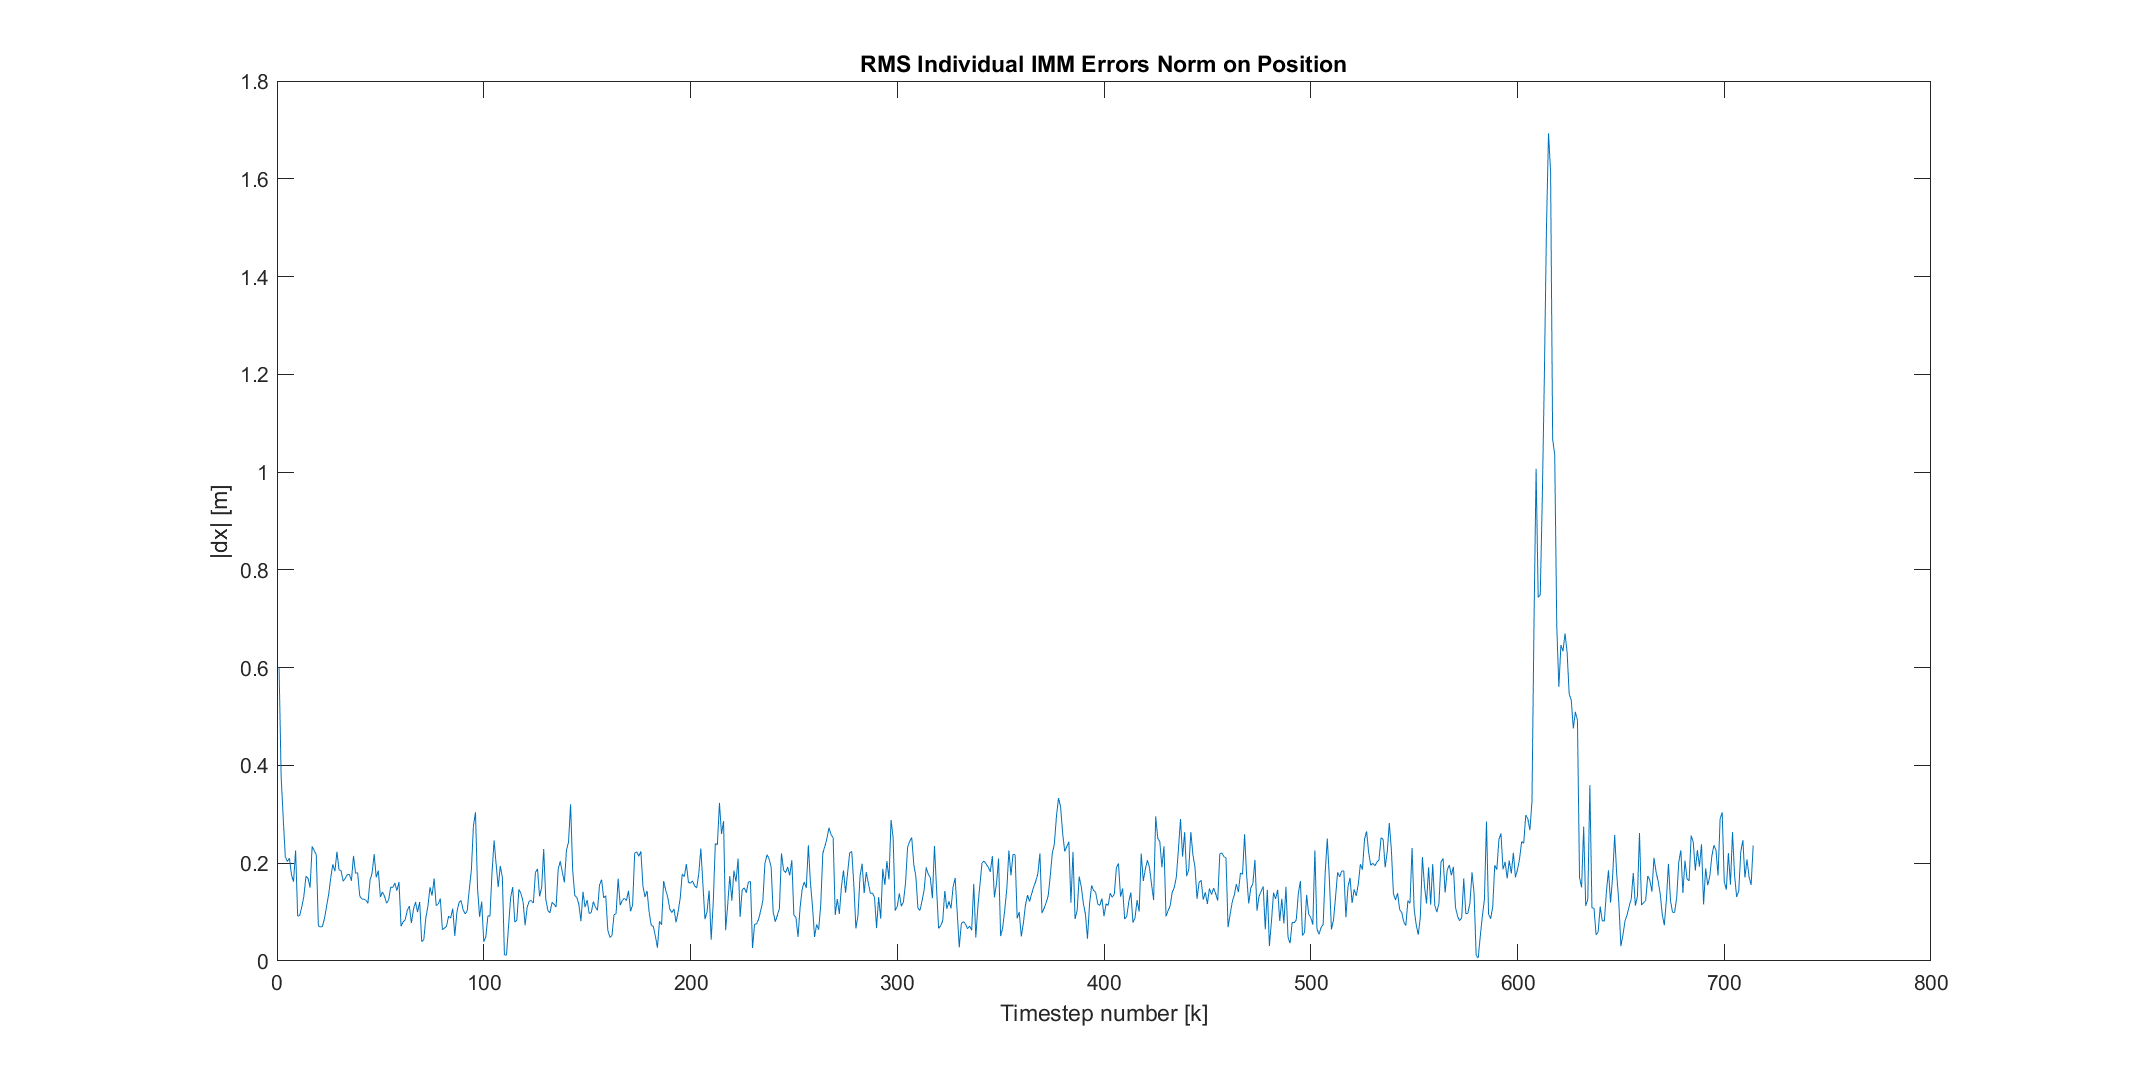 RMS Individual IMM Errors Norm on Position
1.8
1.6
1.4
1.2
1
0.8
0.6
0.4
0.2
0
|dx| [m]
0 100 200 300 400 500 600 700 800
Timestep number [k]